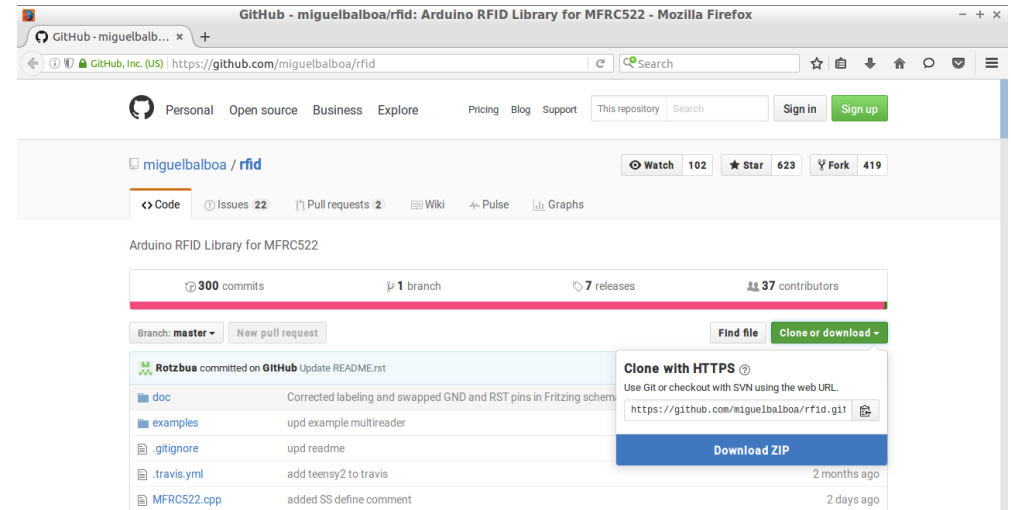 GitHub - miguelbalboa/rfid: Arduino RFID Library for MFRC522 - Mozilla Firefox
GitHub - miguelbalb...
GitHub, Inc. (US) https://github.com/miguelbalboa/rfid Search
Personal Open source Business Explore Pricing Blog Support This repository Search Sign in Sign up
miguelbalboa / rfid Watch 102 Star 623 Fork 419
Code Issues 22 Pull requests 2 Wiki Pulse Graphs
Arduino RFID Library for MFRC522
300 commits 1 branch 7 releases 37 contributors
Branch: master New pull request Find file Clone or download
Rotzbua committed on GitHub Update README.rst
Clone with HTTPS
Use Git or checkout with SVN using the web URL.
https://github.com/miguelbalboa/rfid.git
Download ZIP
doc Corrected labeling and swapped GND and RST pins in Fritzing schem
examples upd example multireader
.gitignore upd readme
.travis.yml add teensy2 to travis 2 months ago
MFRC522.cpp added SS define comment 2 days ago